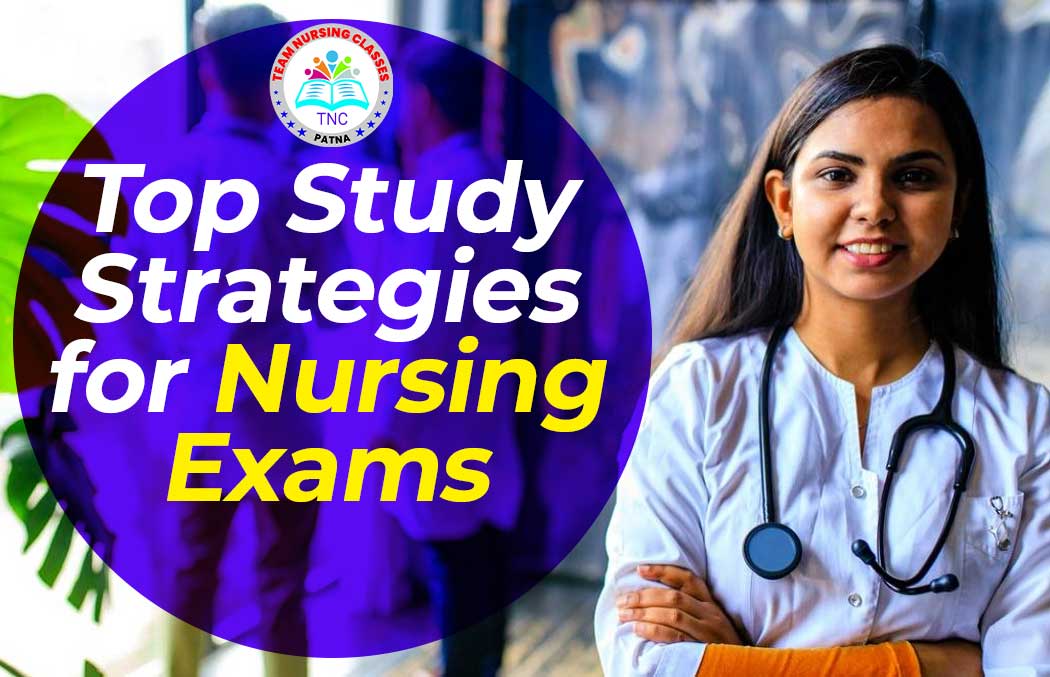 TEAM NURSING CLASSES
TNC
PATNA
Top Study
Strategies
for Nursing
Exams